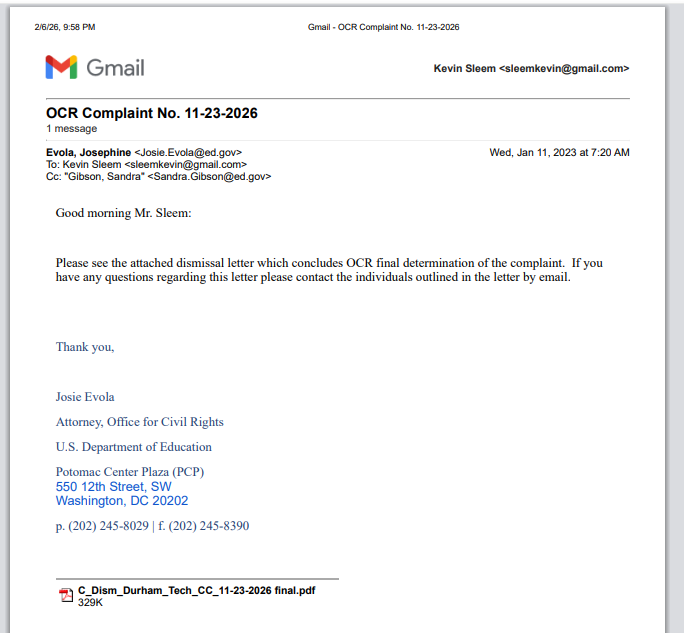 2/6/26, 9:58 PM Gmail - OCR Complaint No. 11-23-2026
Gmail Kevin Sleem <sleemkevin@gmail.com>
OCR Complaint No. 11-23-2026
1 message
Evola, Josephine <Josie.Evola@ed.gov> Wed, Jan 11, 2023 at 7:20 AM
To: Kevin Sleem <sleemkevin@gmail.com>
Cc: "Gibson, Sandra" <Sandra.Gibson@ed.gov>
Good morning Mr. Sleem:
Please see the attached dismissal letter which concludes OCR final determination of the complaint. If you
have any questions regarding this letter please contact the individuals outlined in the letter by email.
Thank you,
Josie Evola
Attorney, Office for Civil Rights
U.S. Department of Education
Potomac Center Plaza (PCP)
550 12th Street, SW
Washington, DC 20202
p. (202) 245-8029 | f. (202) 245-8390
C_Dism_Durham_Tech_CC_11-23-2026 final.pdf
329K